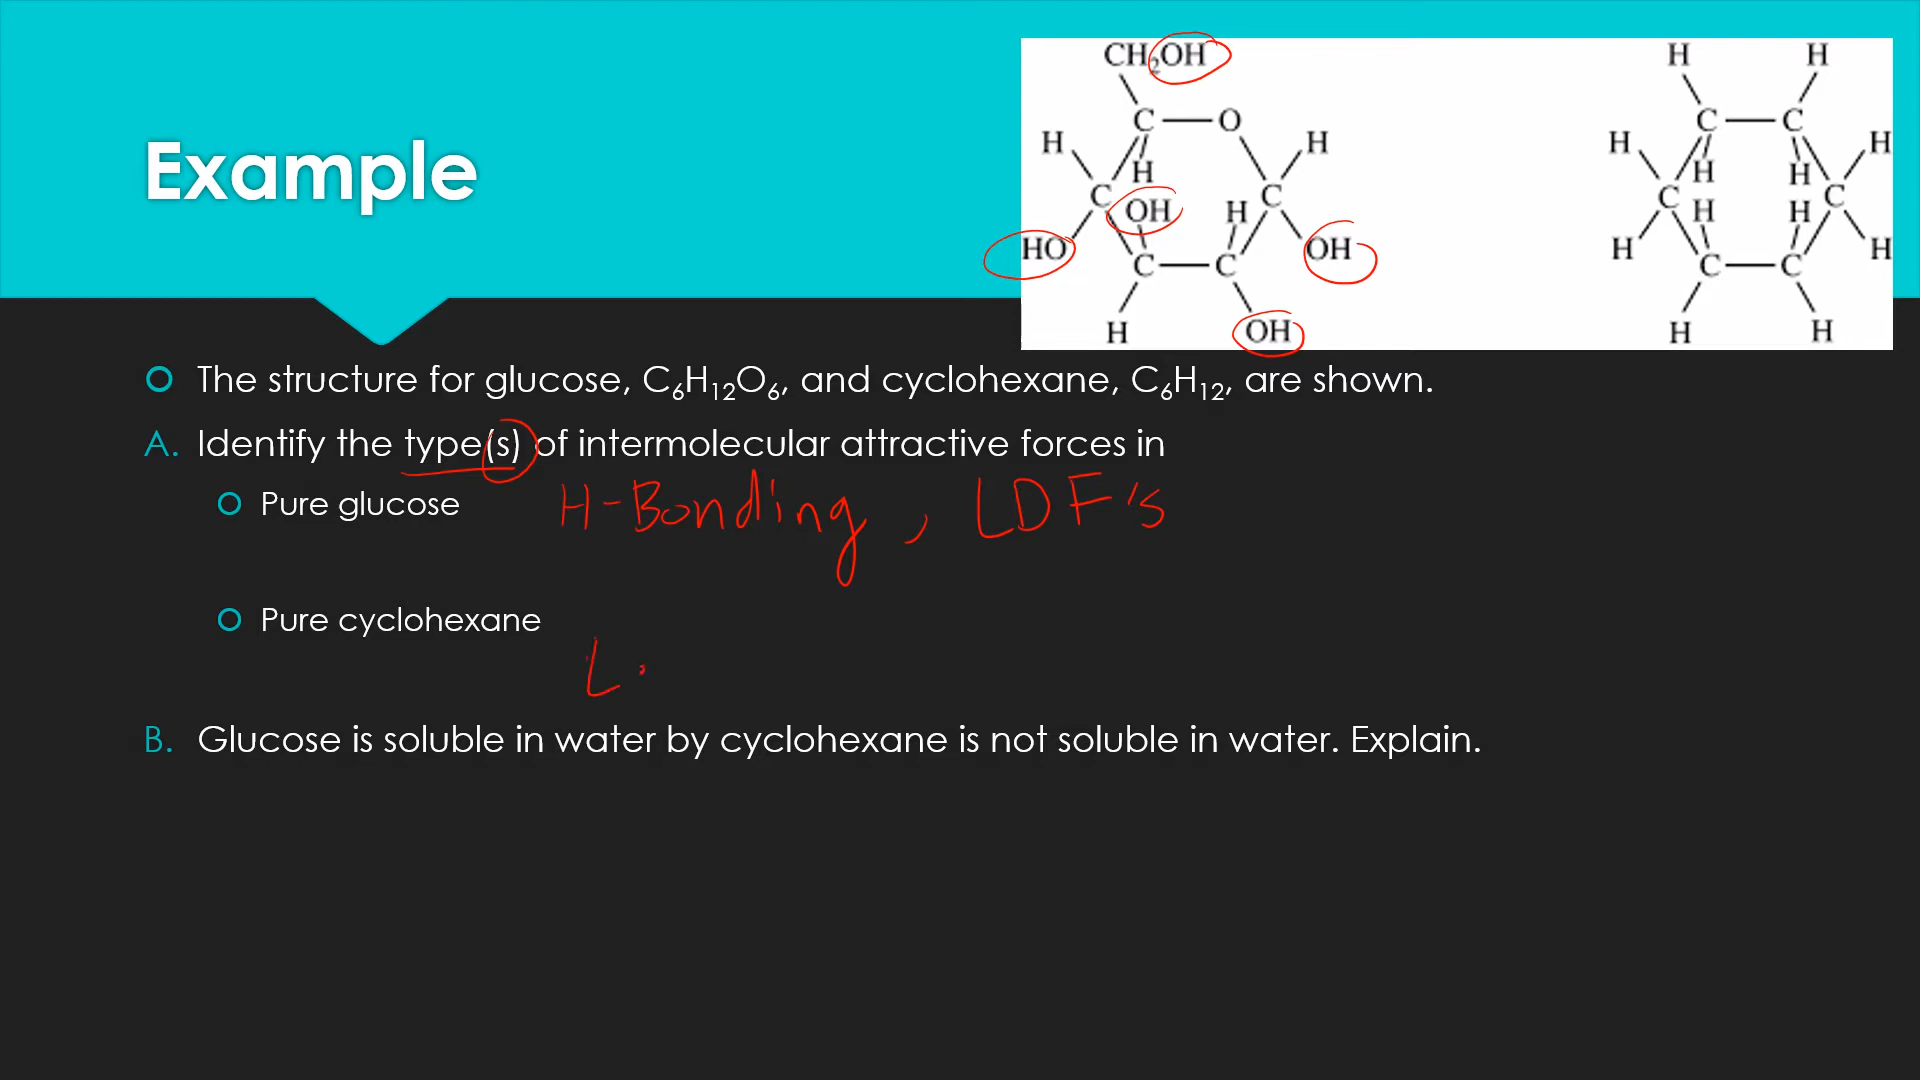 Example
CH₂OH H H
C O C C
H H H H
H H H
C OH H C C H H C
HO OH H H
C C C C
H OH H H
The structure for glucose, C₆H₁₂O₆, and cyclohexane, C₆H₁₂, are shown.
A. Identify the type(s) of intermolecular attractive forces in
Pure glucose H-Bonding, LDF's
Pure cyclohexane
L
B. Glucose is soluble in water by cyclohexane is not soluble in water. Explain.